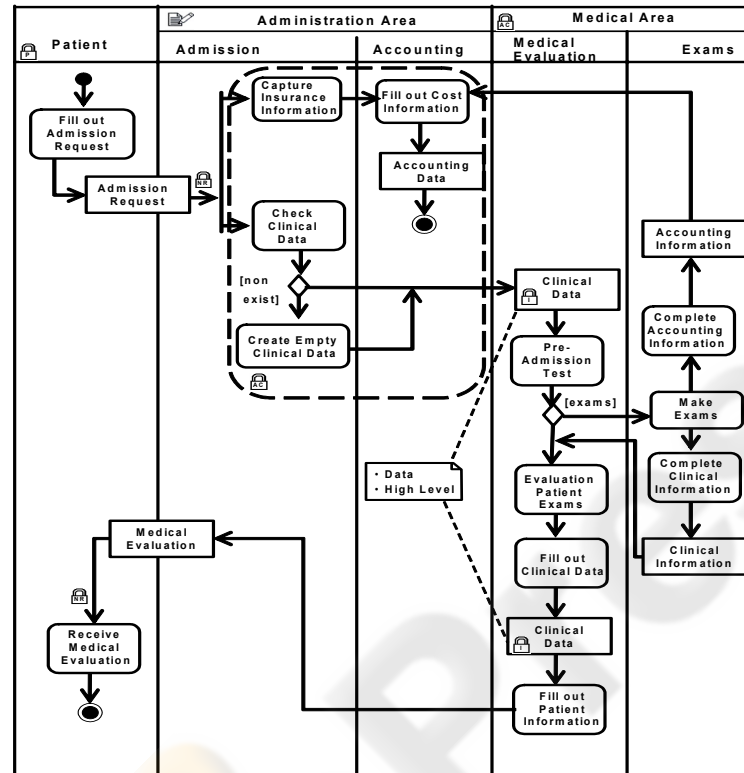 Administration Area
Medical Area
AC
Patient
P
Admission
Accounting
Medical
Evaluation
Exams
Fill out
Admission
Request
Admission
Request
NR
Capture
Insurance
Information
Fill out Cost
Information
Accounting
Data
Check
Clinical
Data
[non
exist]
Create Empty
Clinical Data
AC
Clinical
Data
I
Pre-
Admission
Test
[exams]
Accounting
Information
Complete
Accounting
Information
Make
Exams
Complete
Clinical
Information
Clinical
Information
• Data
• High Level
Evaluation
Patient
Exams
Fill out
Clinical Data
Clinical
Data
I
Fill out
Patient
Information
Medical
Evaluation
NR
Receive
Medical
Evaluation